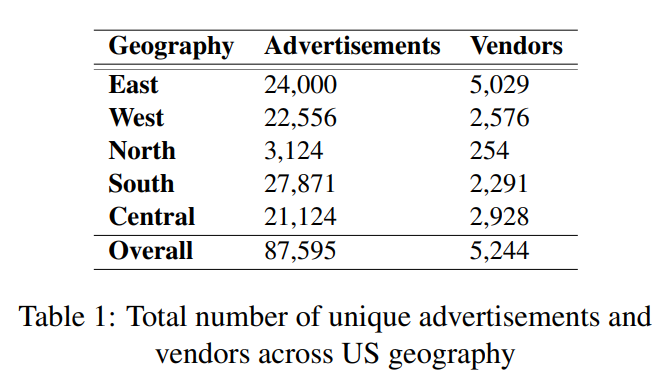 Geography Advertisements Vendors
East 24,000 5,029
West 22,556 2,576
North 3,124 254
South 27,871 2,291
Central 21,124 2,928
Overall 87,595 5,244
Table 1: Total number of unique advertisements and
vendors across US geography